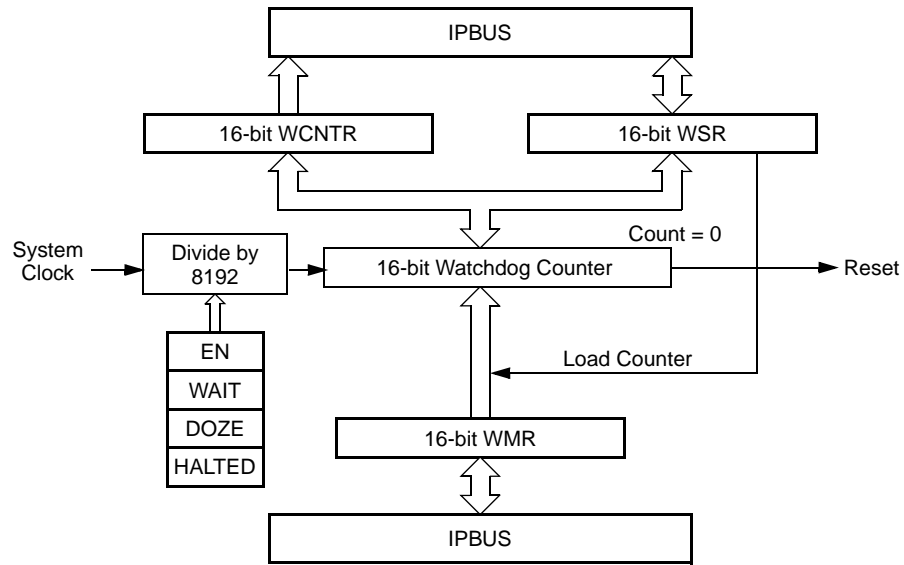 IPBUS
16-bit WCNTR
16-bit WSR
Count = 0
System
Clock
Divide by
8192
16-bit Watchdog Counter
Reset
EN
WAIT
DOZE
HALTED
Load Counter
16-bit WMR
IPBUS